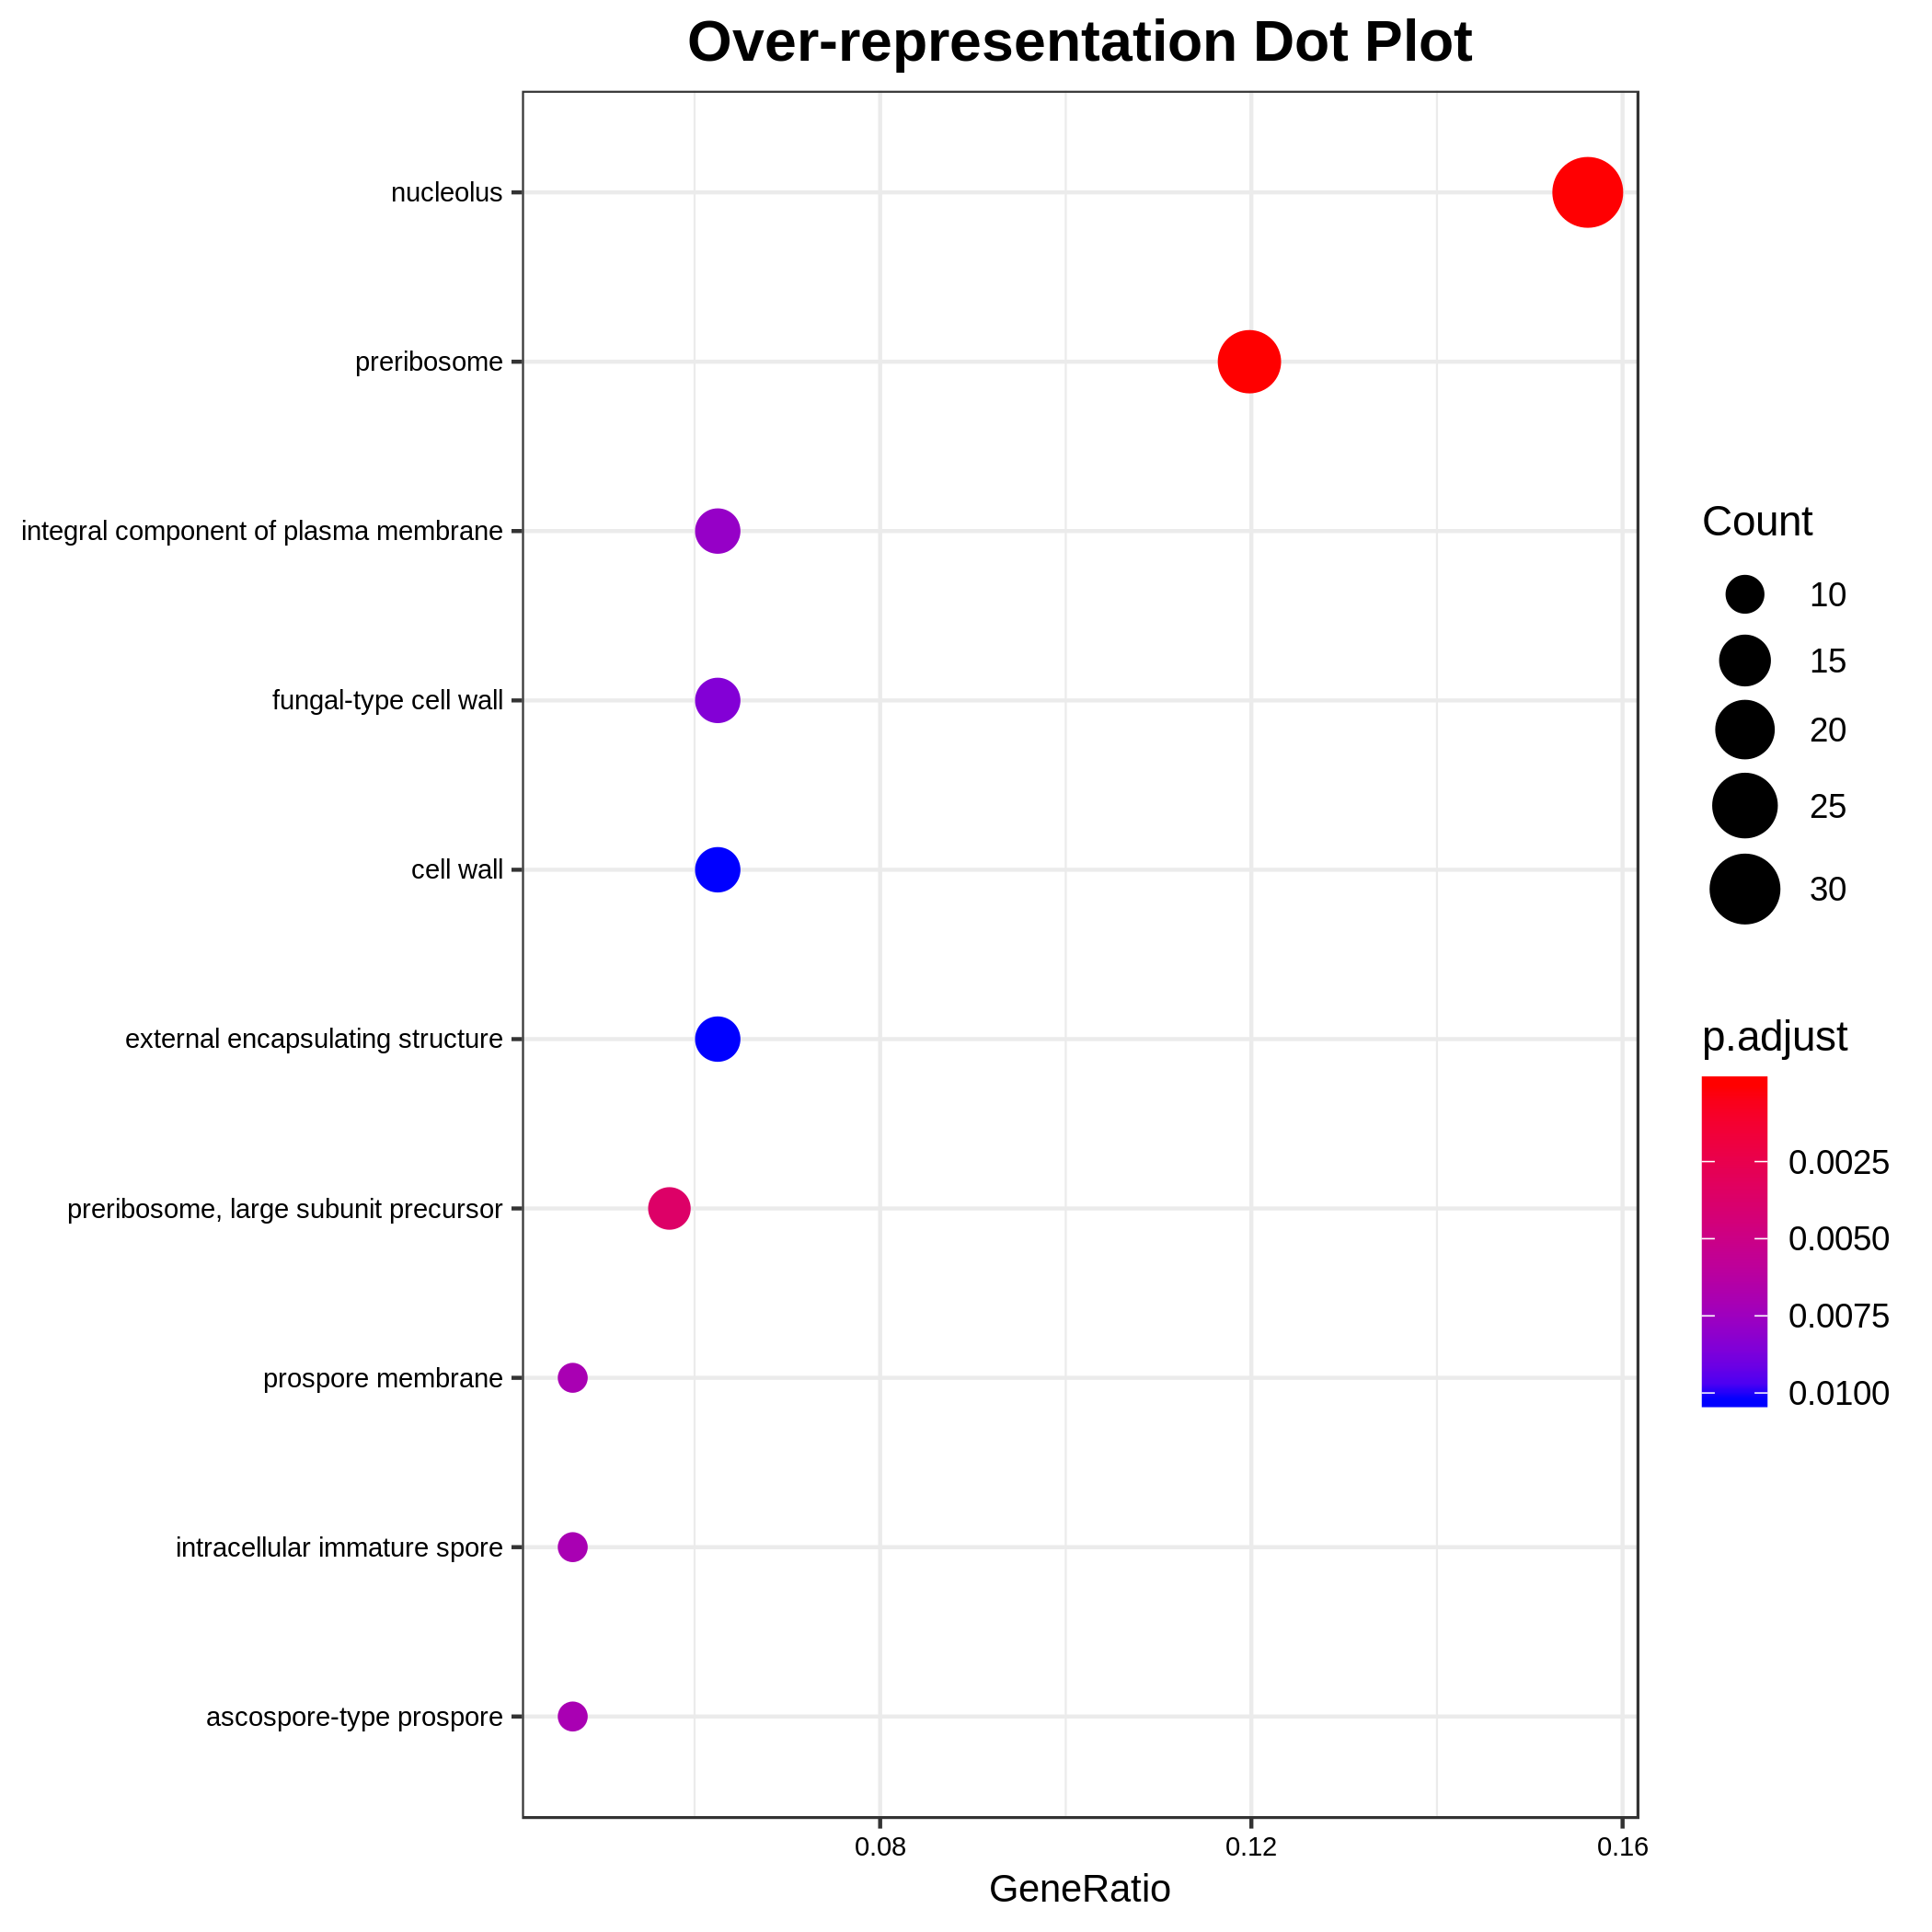 Over-representation Dot Plot
nucleolus
preribosome
integral component of plasma membrane
fungal-type cell wall
cell wall
external encapsulating structure
preribosome, large subunit precursor
prospore membrane
intracellular immature spore
ascospore-type prospore
0.08
0.12
0.16
GeneRatio
Count
10
15
20
25
30
p.adjust
0.0025
0.0050
0.0075
0.0100